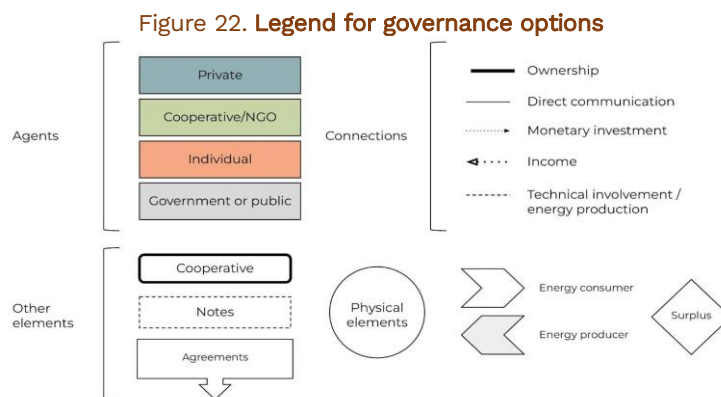 Figure 22. Legend for governance options
Agents
Private
Cooperative/NGO
Individual
Government or public
Connections
Ownership
Direct communication
Monetary investment
Income
Technical involvement /
energy production
Other
elements
Cooperative
Notes
Agreements
Physical
elements
Energy consumer
Energy producer
Surplus